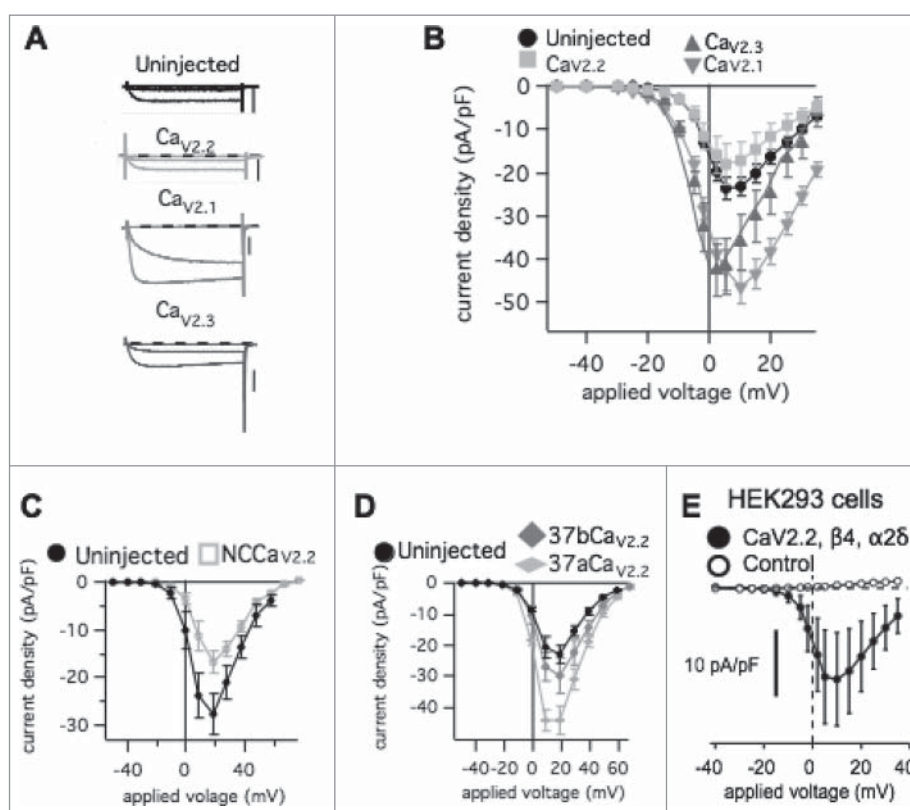 A
Uninjected
CaV2.2
CaV2.1
CaV2.3
B
Uninjected
CaV2.3
CaV2.2
CaV2.1
0
-10
-20
-30
-40
-50
current density (pA/pF)
-40 -20 0 20
applied voltage (mV)
C
Uninjected
NCCaV2.2
0
-10
-20
-30
current density (pA/pF)
-40 0 40
applied volage (mV)
D
37bCaV2.2
Uninjected
37aCaV2.2
0
-10
-20
-30
-40
current density (pA/pF)
-40 -20 0 20 40 60
applied voltage (mV)
E
HEK293 cells
CaV2.2, β4, α2δ
Control
10 pA/pF
-40 -20 0 20 40
applied voltage (mV)